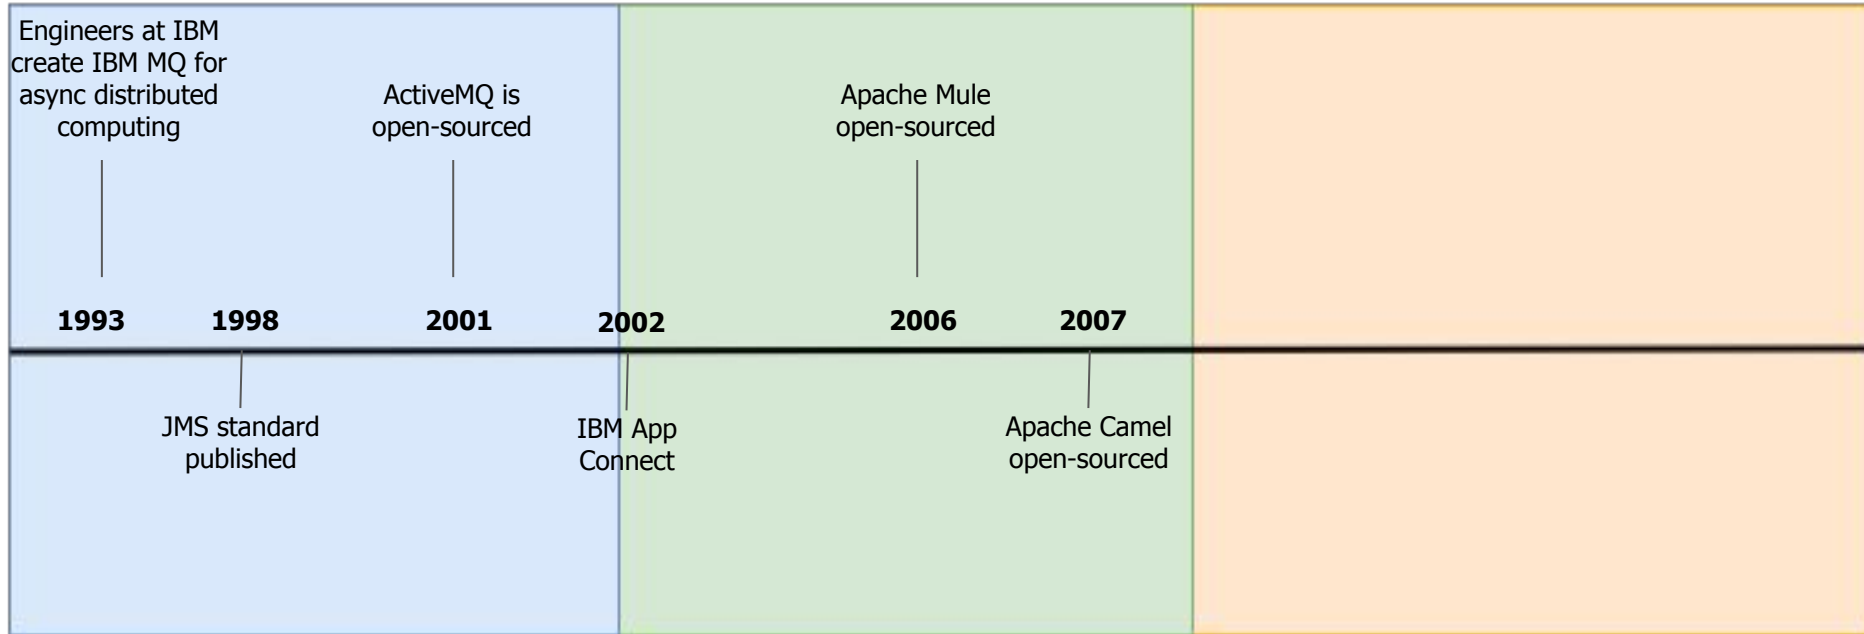 Engineers at IBM
create IBM MQ for
async distributed
computing
ActiveMQ is
open-sourced
Apache Mule
open-sourced
1993
1998
2001
2002
2006
2007
JMS standard
published
IBM App
Connect
Apache Camel
open-sourced